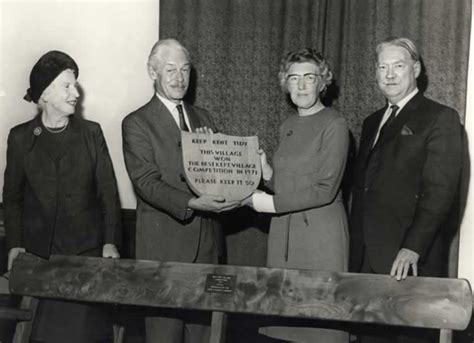 KEEP KENT TIDY
THIS VILLAGE
WON
THE BEST KEPT VILLAGE
COMPETITION IN 1971
PLEASE KEEP IT SO